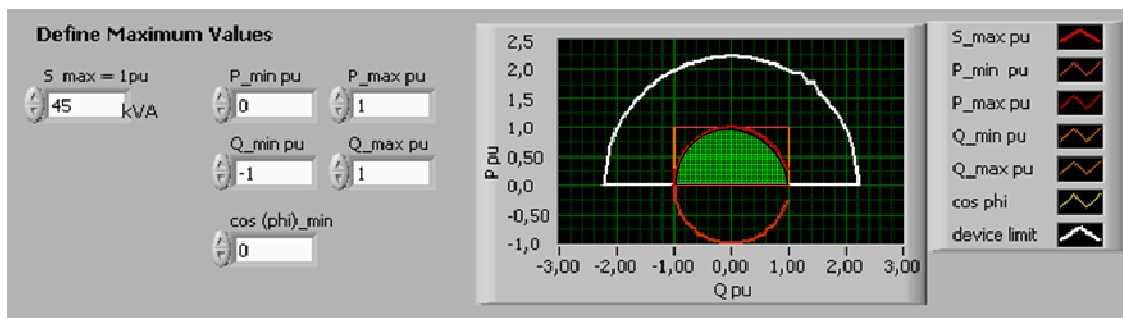 Define Maximum Values
S max = 1pu
45
kVA
P_min pu
0
P_max pu
1
Q_min pu
-1
Q_max pu
1
cos (phi)_min
0
P pu
2,5
2,0
1,5
1,0
0,50
0,0
-0,50
-1,0
-3,00 -2,00 -1,00 0,00 1,00 2,00 3,00
Q pu
S_max pu
P_min pu
P_max pu
Q_min pu
Q_max pu
cos phi
device limit